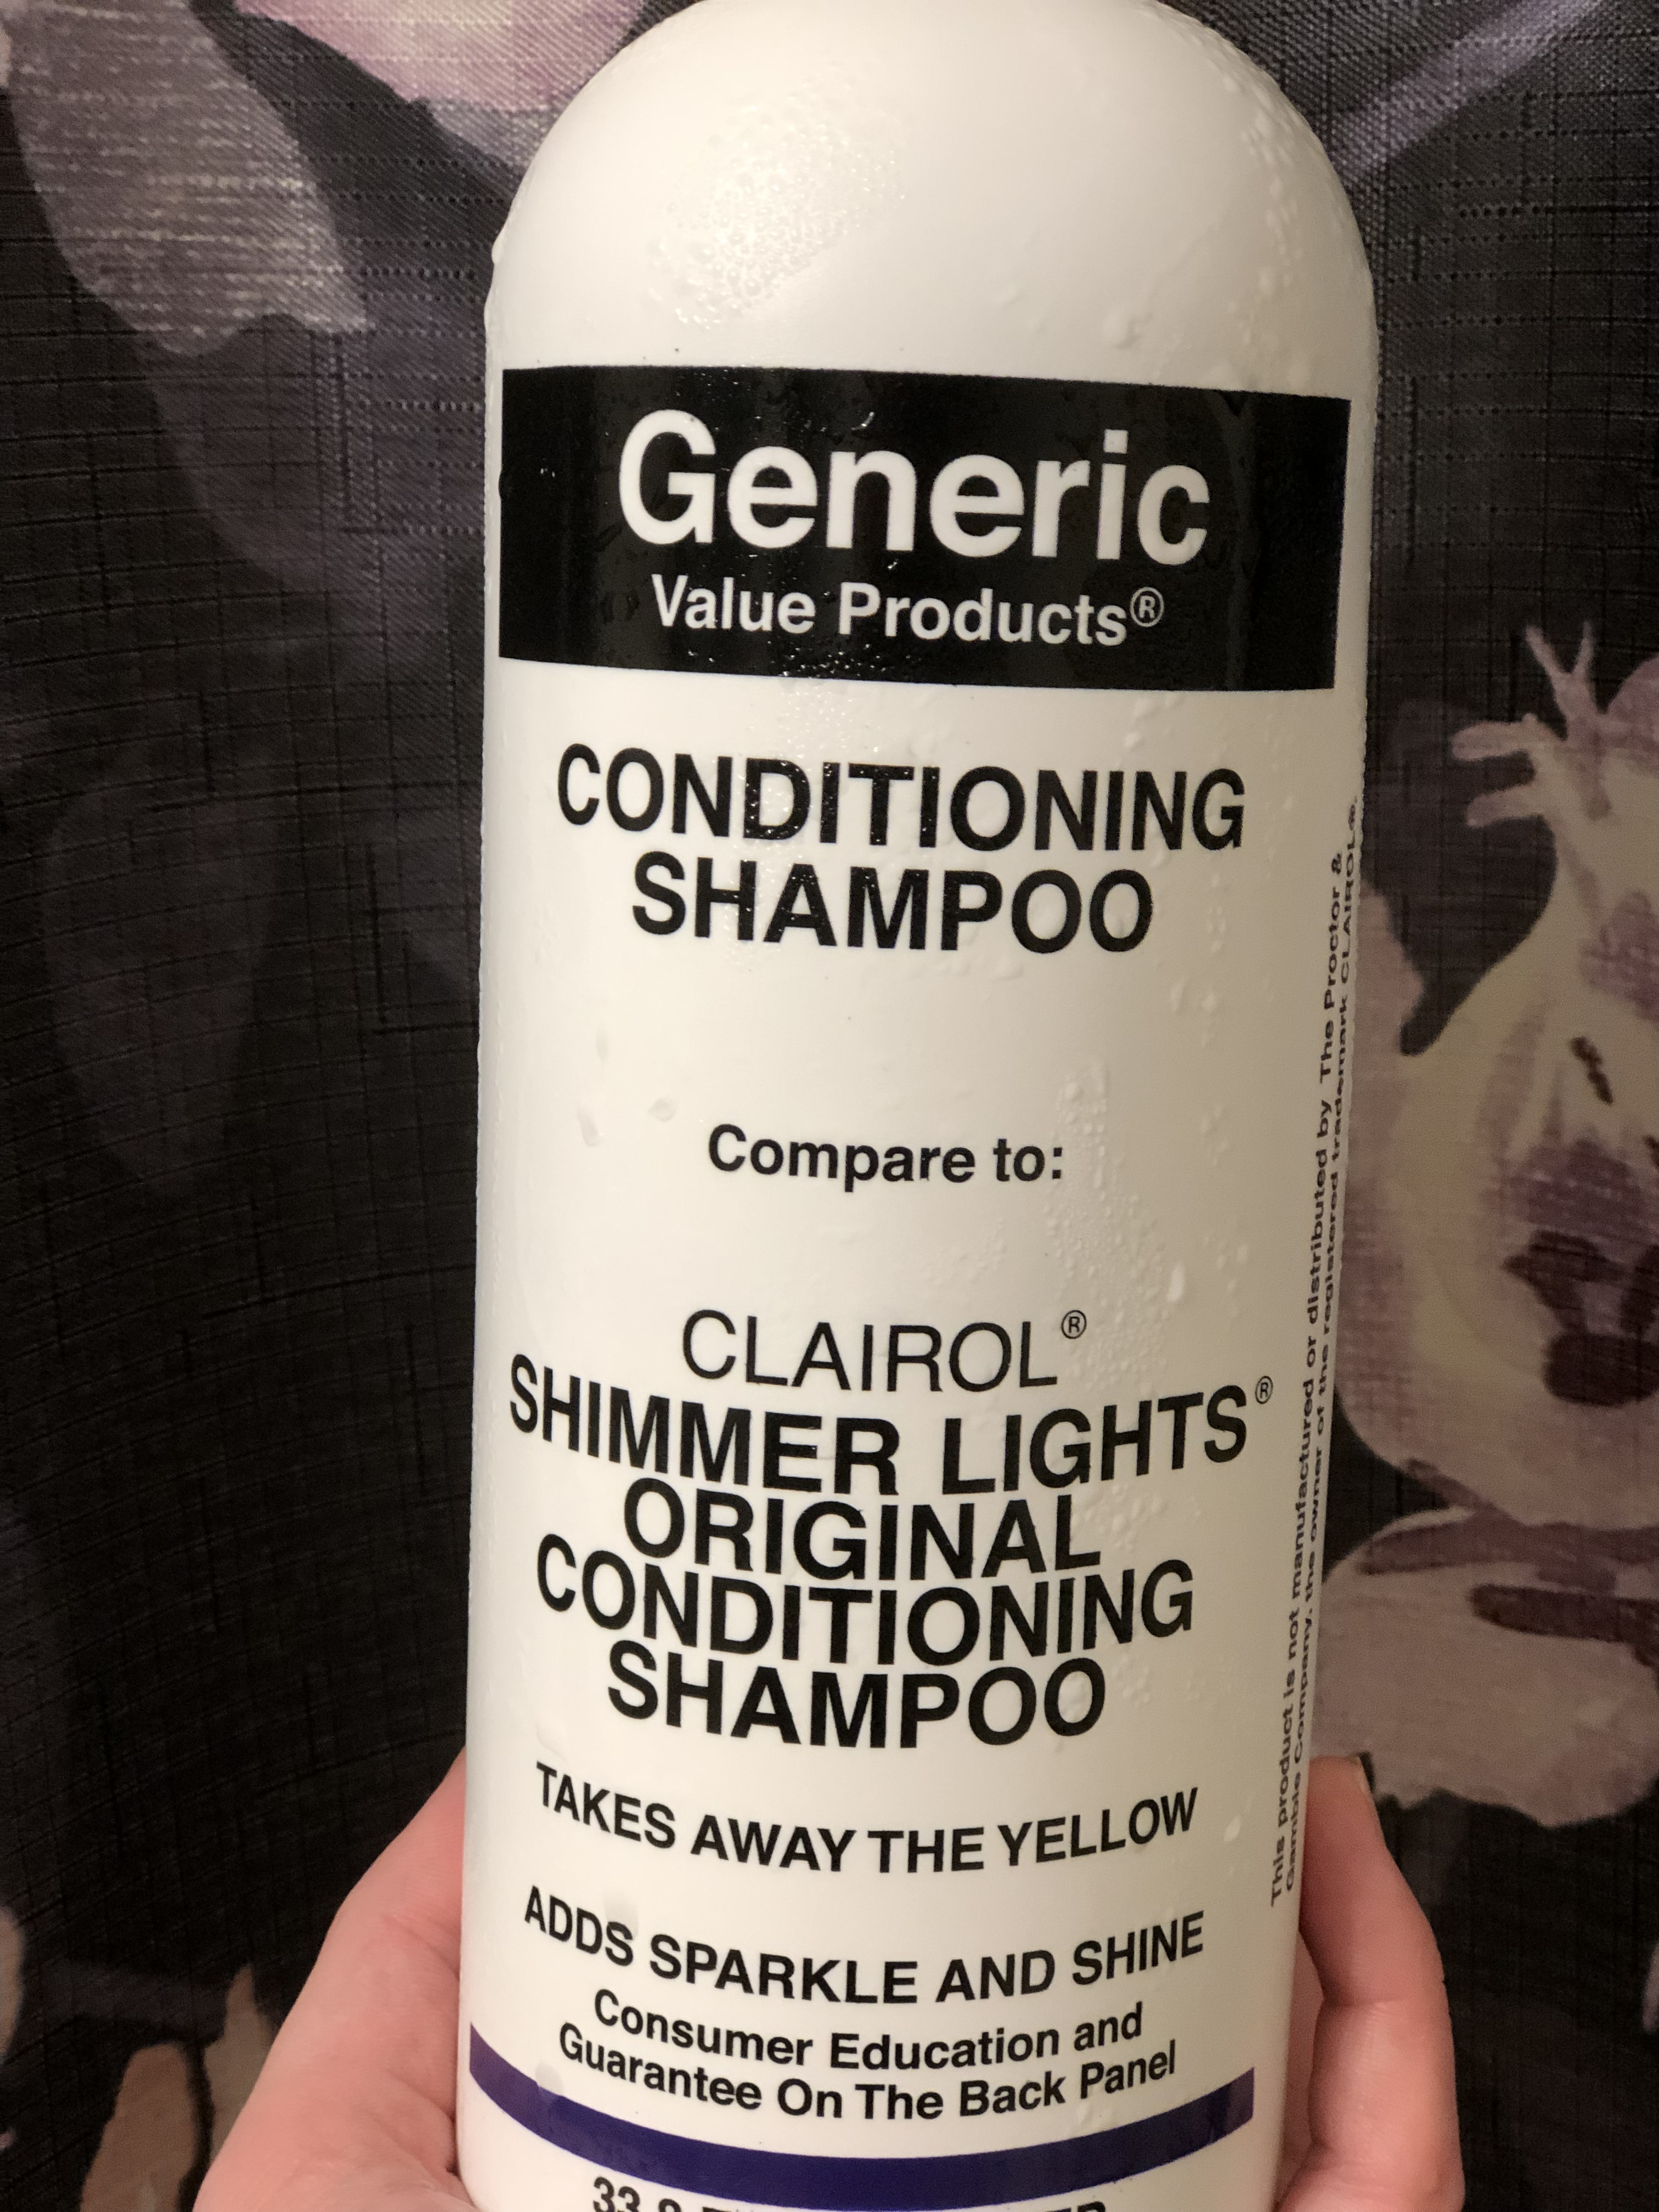 Generic
Value Products®
CONDITIONING
SHAMPOO
Compare to:
CLAIROL®
SHIMMER LIGHTS®
ORIGINAL
CONDITIONING
SHAMPOO
TAKES AWAY THE YELLOW
ADDS SPARKLE AND SHINE
Consumer Education and
Guarantee On The Back Panel
33.8
This product is not manufactured or distributed by The Proctor &
Gamble Company, the owner of the registered trademark CLAIROL®.